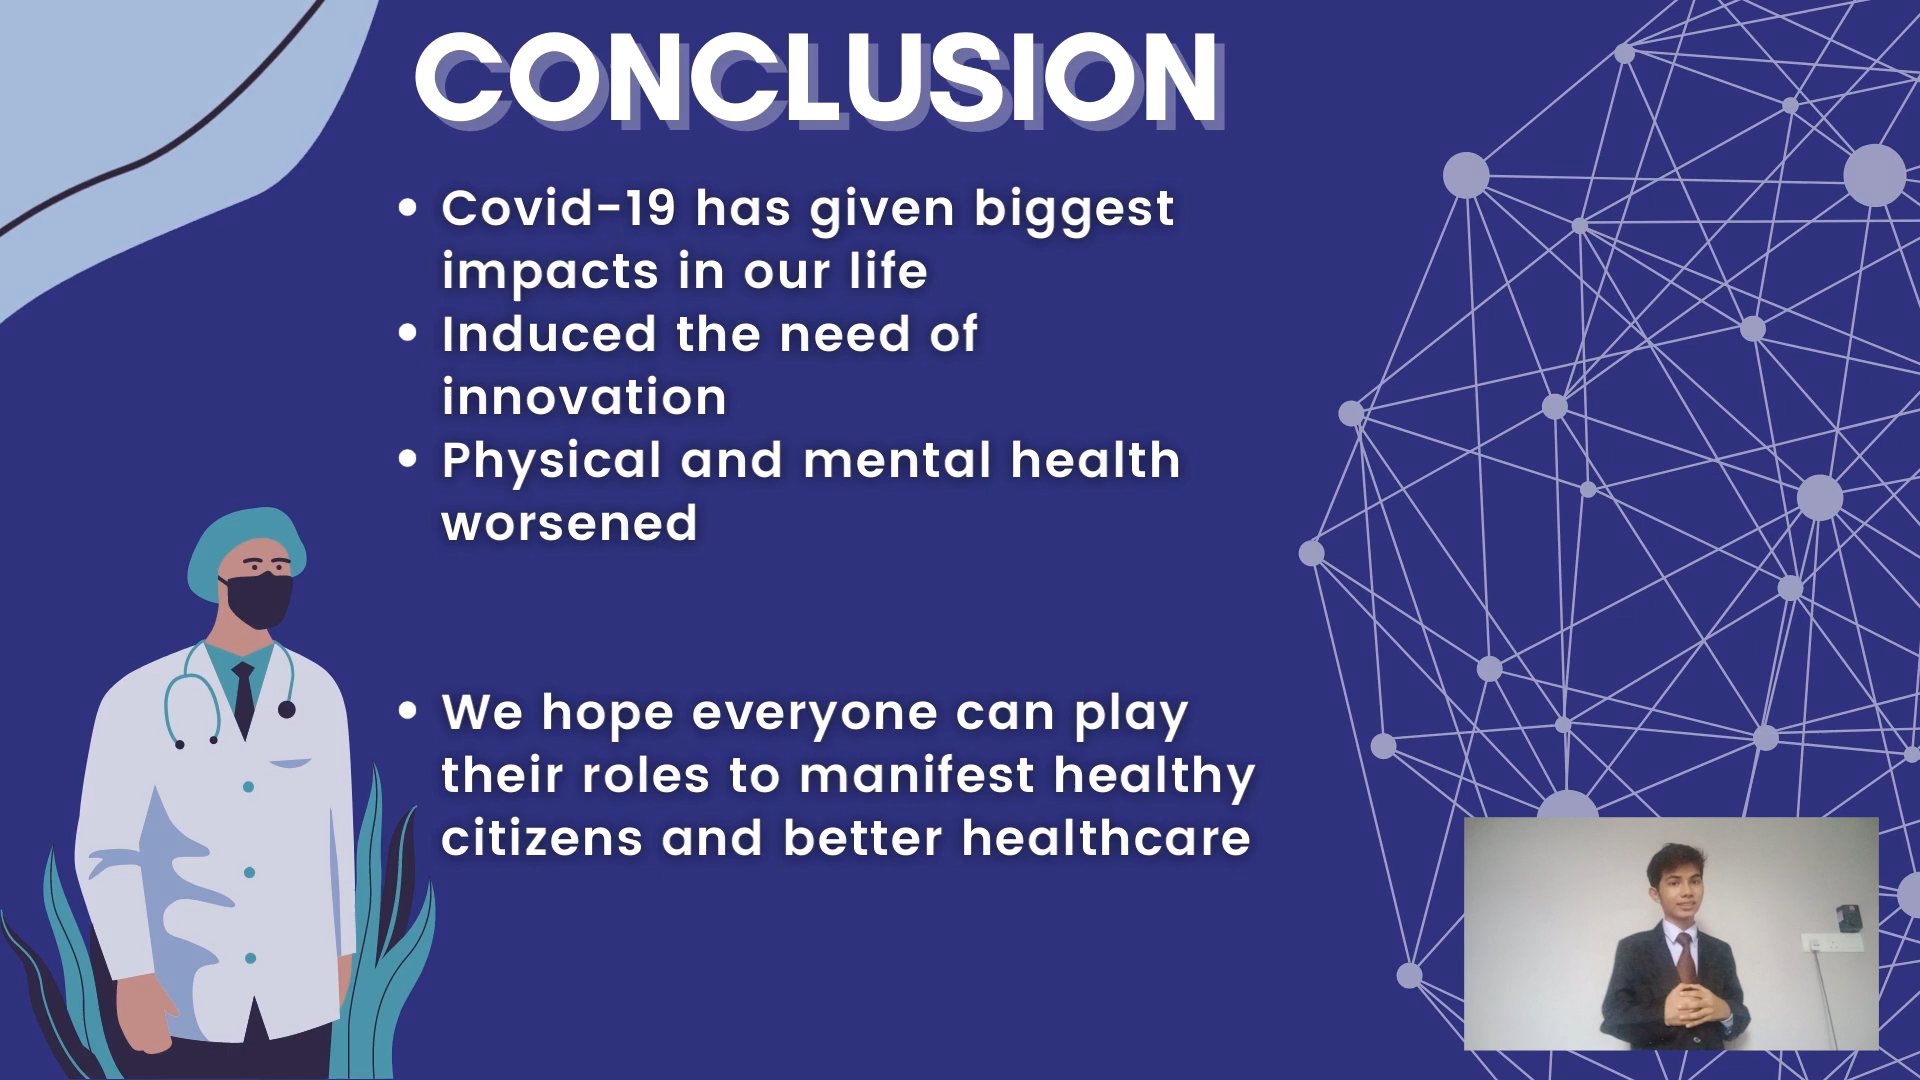 CONCLUSION
• Covid-19 has given biggest
impacts in our life
• Induced the need of
innovation
• Physical and mental health
worsened
• We hope everyone can play
their roles to manifest healthy
citizens and better healthcare